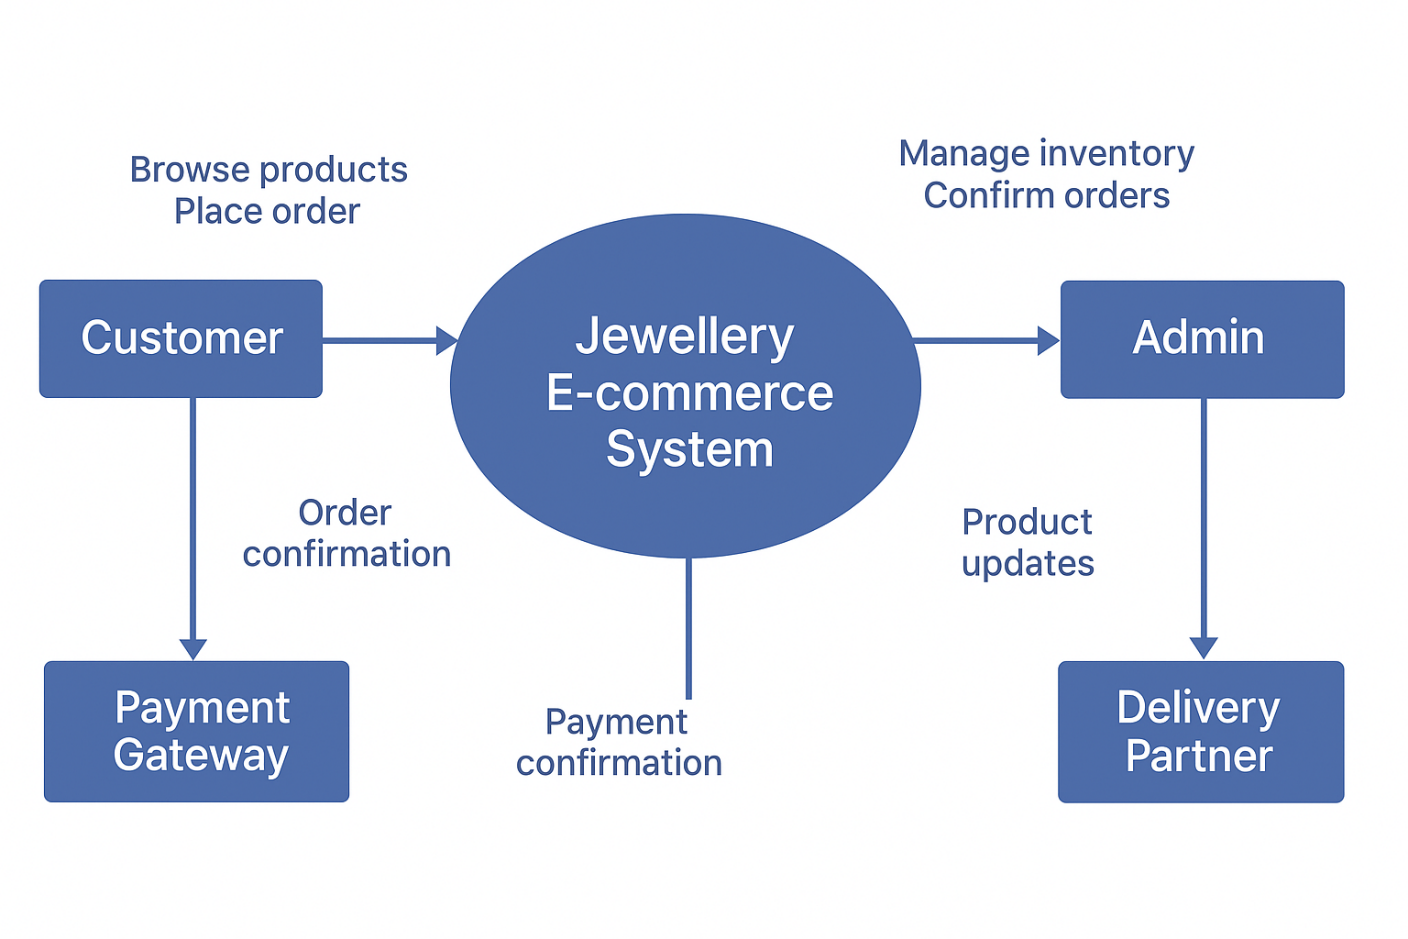 Browse products
Place order
Manage inventory
Confirm orders
Customer
Jewellery
E-commerce
System
Admin
Order
confirmation
Product
updates
Payment
Gateway
Payment
confirmation
Delivery
Partner